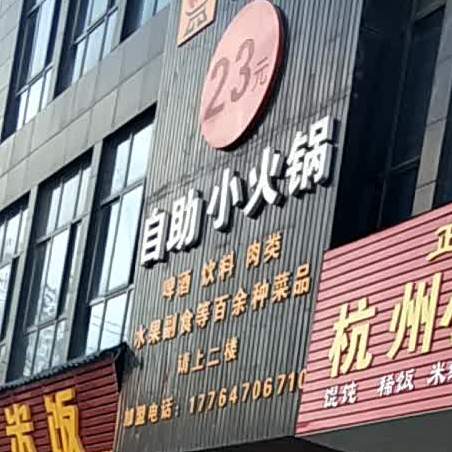 23元
自助小火锅
啤酒 饮料 肉类
水果副食等百余种菜品
请上二楼
加盟电话：17764706710
正
杭州
馄饨 稀饭 米
米饭